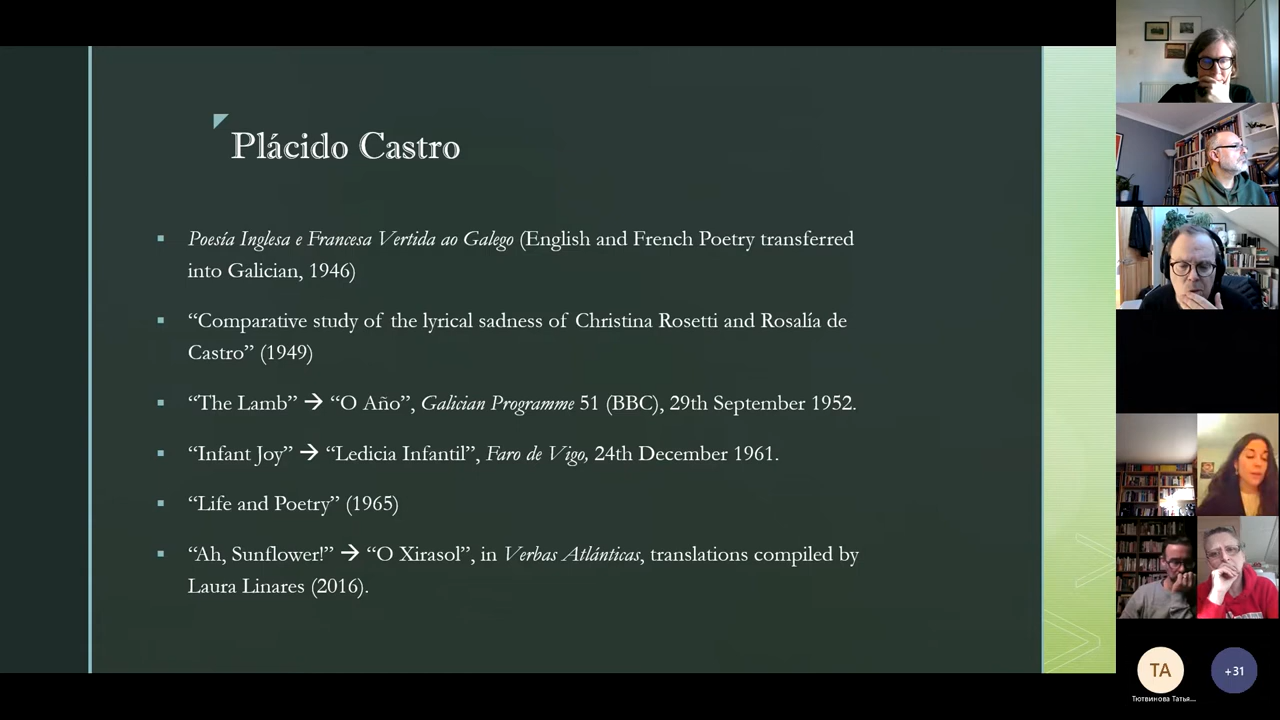 Plácido Castro
Poesía Inglesa e Francesa Vertida ao Galego (English and French Poetry transferred
into Galician, 1946)
“Comparative study of the lyrical sadness of Christina Rosetti and Rosalía de
Castro” (1949)
“The Lamb” → “O Año”, Galician Programme 51 (BBC), 29th September 1952.
“Infant Joy” → “Ledicia Infantil”, Faro de Vigo, 24th December 1961.
“Life and Poetry” (1965)
“Ah, Sunflower!” → “O Xirasol”, in Verbas Atlánticas, translations compiled by
Laura Linares (2016).
TA
+31
Тютвинова Татья...